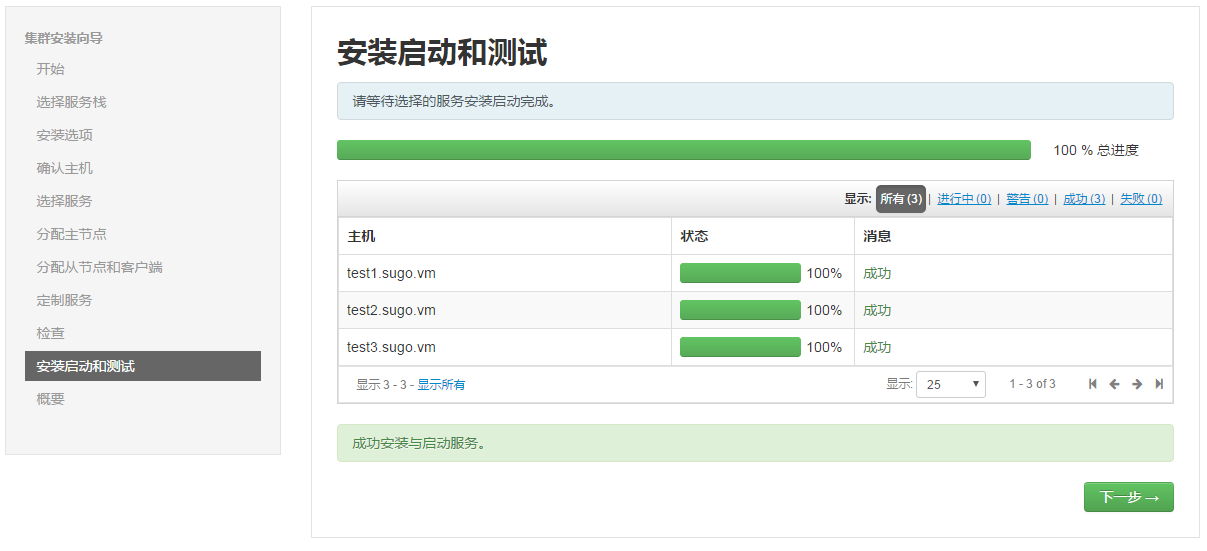 集群安装向导
开始
选择服务栈
安装选项
确认主机
选择服务
分配主节点
分配从节点和客户端
定制服务
检查
安装启动和测试
概要
安装启动和测试
请等待选择的服务安装启动完成。
100 % 总进度
显示: 所有 (3) | 进行中 (0) | 警告 (0) | 成功 (3) | 失败 (0)
主机 状态 消息
test1.sugo.vm 100% 成功
test2.sugo.vm 100% 成功
test3.sugo.vm 100% 成功
显示 3 - 3 - 显示所有 显示: 25 1 - 3 of 3
成功安装与启动服务。
下一步 →